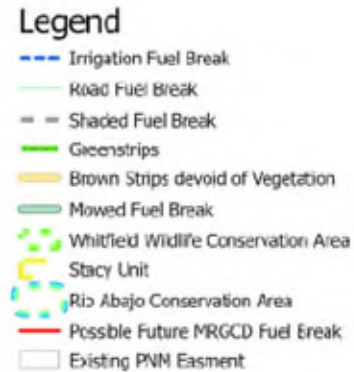 Legend
Irrigation Fuel Break
Road Fuel Break
Shaded Fuel Break
Greenstrips
Brown Strips devoid of Vegetation
Mowed Fuel Break
Whitfield Wildlife Conservation Area
Stacy Unit
Rio Abajo Conservation Area
Possible Future MRGCD Fuel Break
Existing PNM Easment